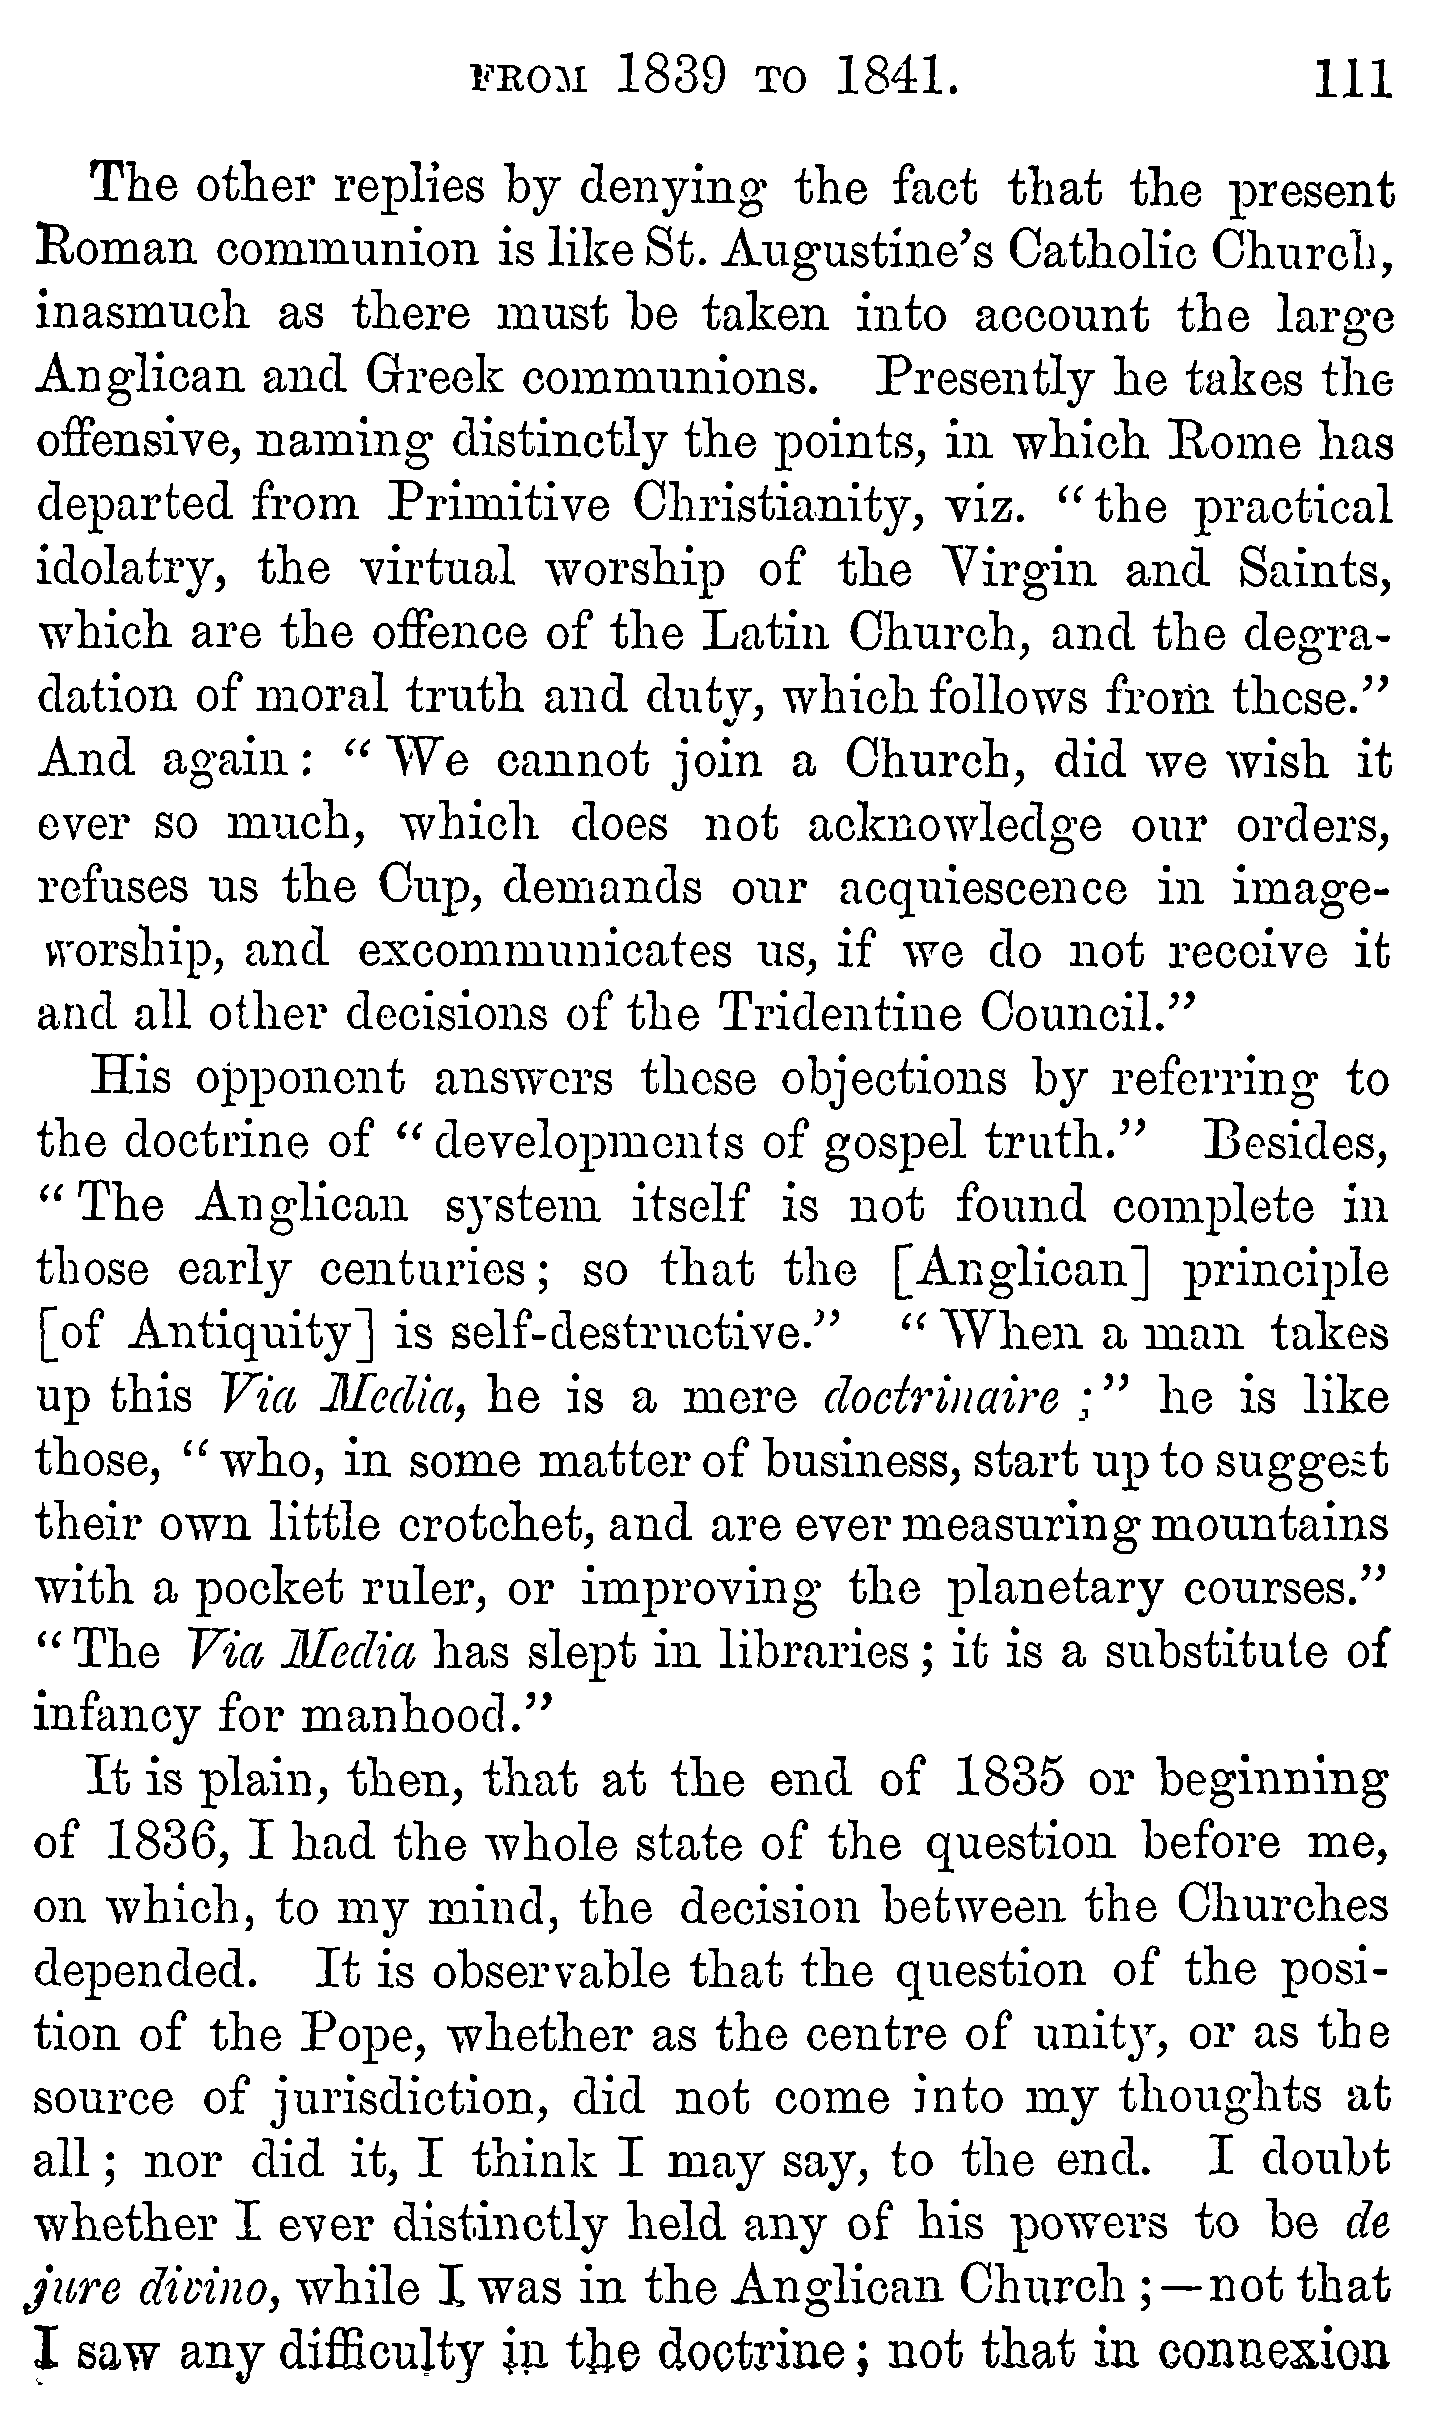 FROM 1839 TO 1841. 111
The other replies by denying the fact that the present
Roman communion is like St. Augustine's Catholic Church,
inasmuch as there must be taken into account the large
Anglican and Greek communions. Presently he takes the
offensive, naming distinctly the points, in which Rome has
departed from Primitive Christianity, viz. "the practical
idolatry, the virtual worship of the Virgin and Saints,
which are the offence of the Latin Church, and the degra-
dation of moral truth and duty, which follows from these."
And again: "We cannot join a Church, did we wish it
ever so much, which does not acknowledge our orders,
refuses us the Cup, demands our acquiescence in image-
worship, and excommunicates us, if we do not receive it
and all other decisions of the Tridentine Council."
His opponent answers these objections by referring to
the doctrine of "developments of gospel truth." Besides,
"The Anglican system itself is not found complete in
those early centuries; so that the [Anglican] principle
[of Antiquity] is self-destructive." "When a man takes
up this Via Media, he is a mere doctrinaire;" he is like
those, "who, in some matter of business, start up to suggest
their own little crotchet, and are ever measuring mountains
with a pocket ruler, or improving the planetary courses."
"The Via Media has slept in libraries; it is a substitute of
infancy for manhood."
It is plain, then, that at the end of 1835 or beginning
of 1836, I had the whole state of the question before me,
on which, to my mind, the decision between the Churches
depended. It is observable that the question of the posi-
tion of the Pope, whether as the centre of unity, or as the
source of jurisdiction, did not come into my thoughts at
all; nor did it, I think I may say, to the end. I doubt
whether I ever distinctly held any of his powers to be de
jure divino, while I was in the Anglican Church;—not that
I saw any difficulty in the doctrine; not that in connexion